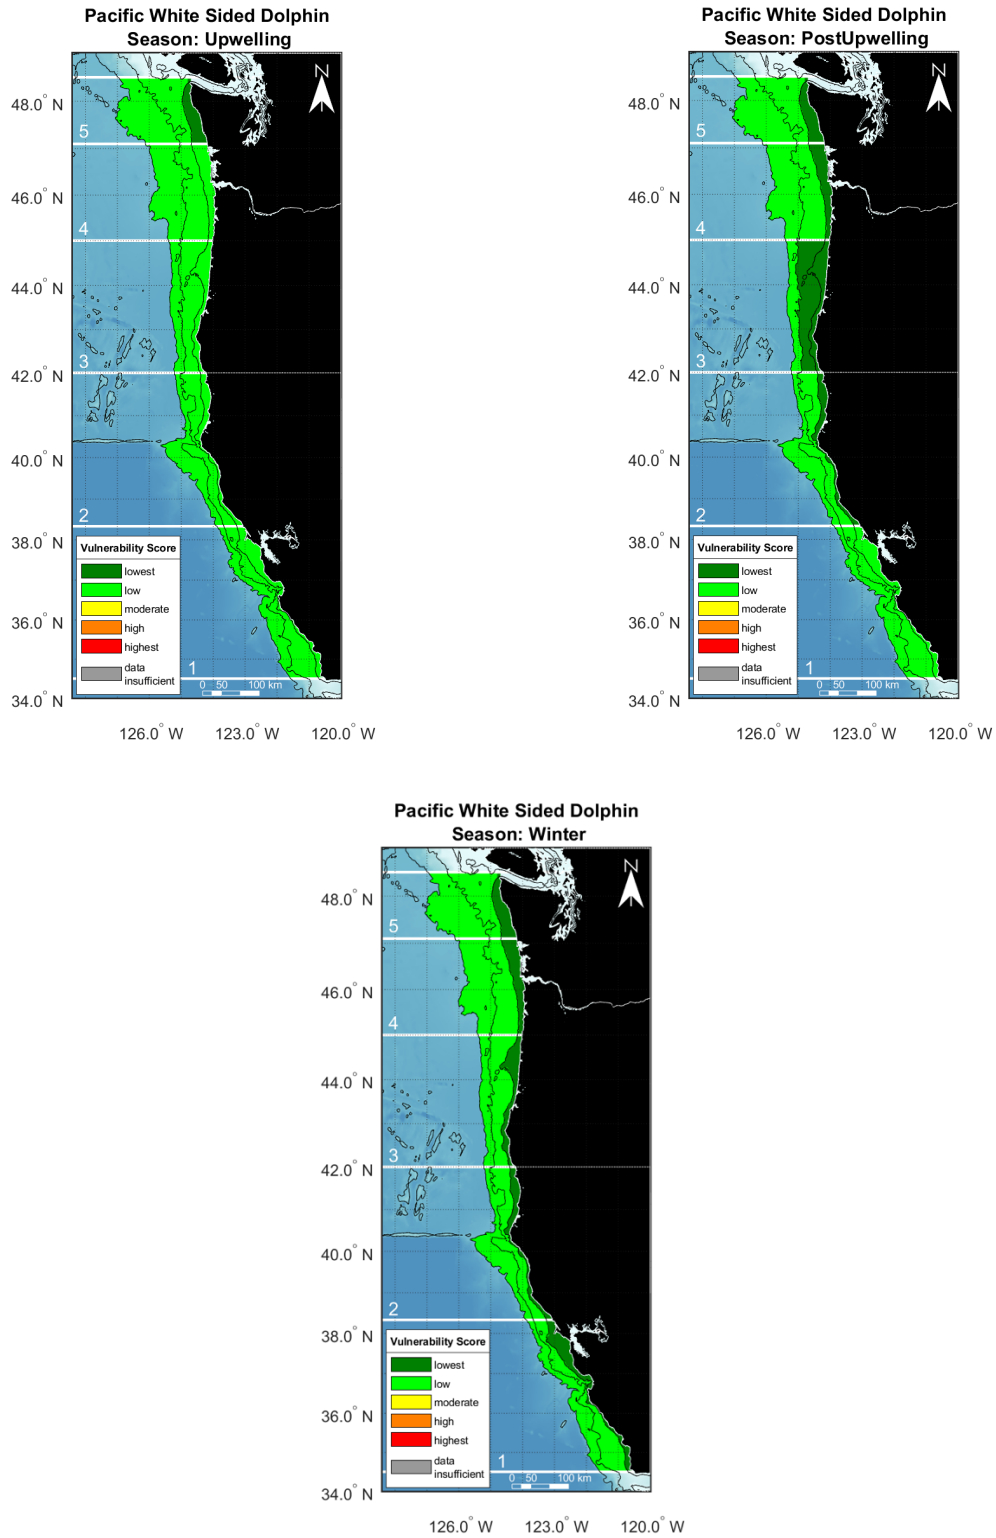 Pacific White Sided Dolphin
Season: Upwelling
N
48.0° N
5
46.0° N
4
44.0° N
3
42.0° N
40.0° N
2
38.0° N
Vulnerability Score
lowest
low
36.0° N
moderate
high
highest
data
insufficient
1
0 50 100 km
34.0° N
126.0° W 123.0° W 120.0° W
Pacific White Sided Dolphin
Season: PostUpwelling
N
48.0° N
5
46.0° N
4
44.0° N
3
42.0° N
40.0° N
2
38.0° N
Vulnerability Score
lowest
low
36.0° N
moderate
high
highest
data
insufficient
1
0 50 100 km
34.0° N
126.0° W 123.0° W 120.0° W
Pacific White Sided Dolphin
Season: Winter
N
48.0° N
5
46.0° N
4
44.0° N
3
42.0° N
40.0° N
2
38.0° N
Vulnerability Score
lowest
low
36.0° N
moderate
high
highest
data
insufficient
1
0 50 100 km
34.0° N
126.0° W 123.0° W 120.0° W